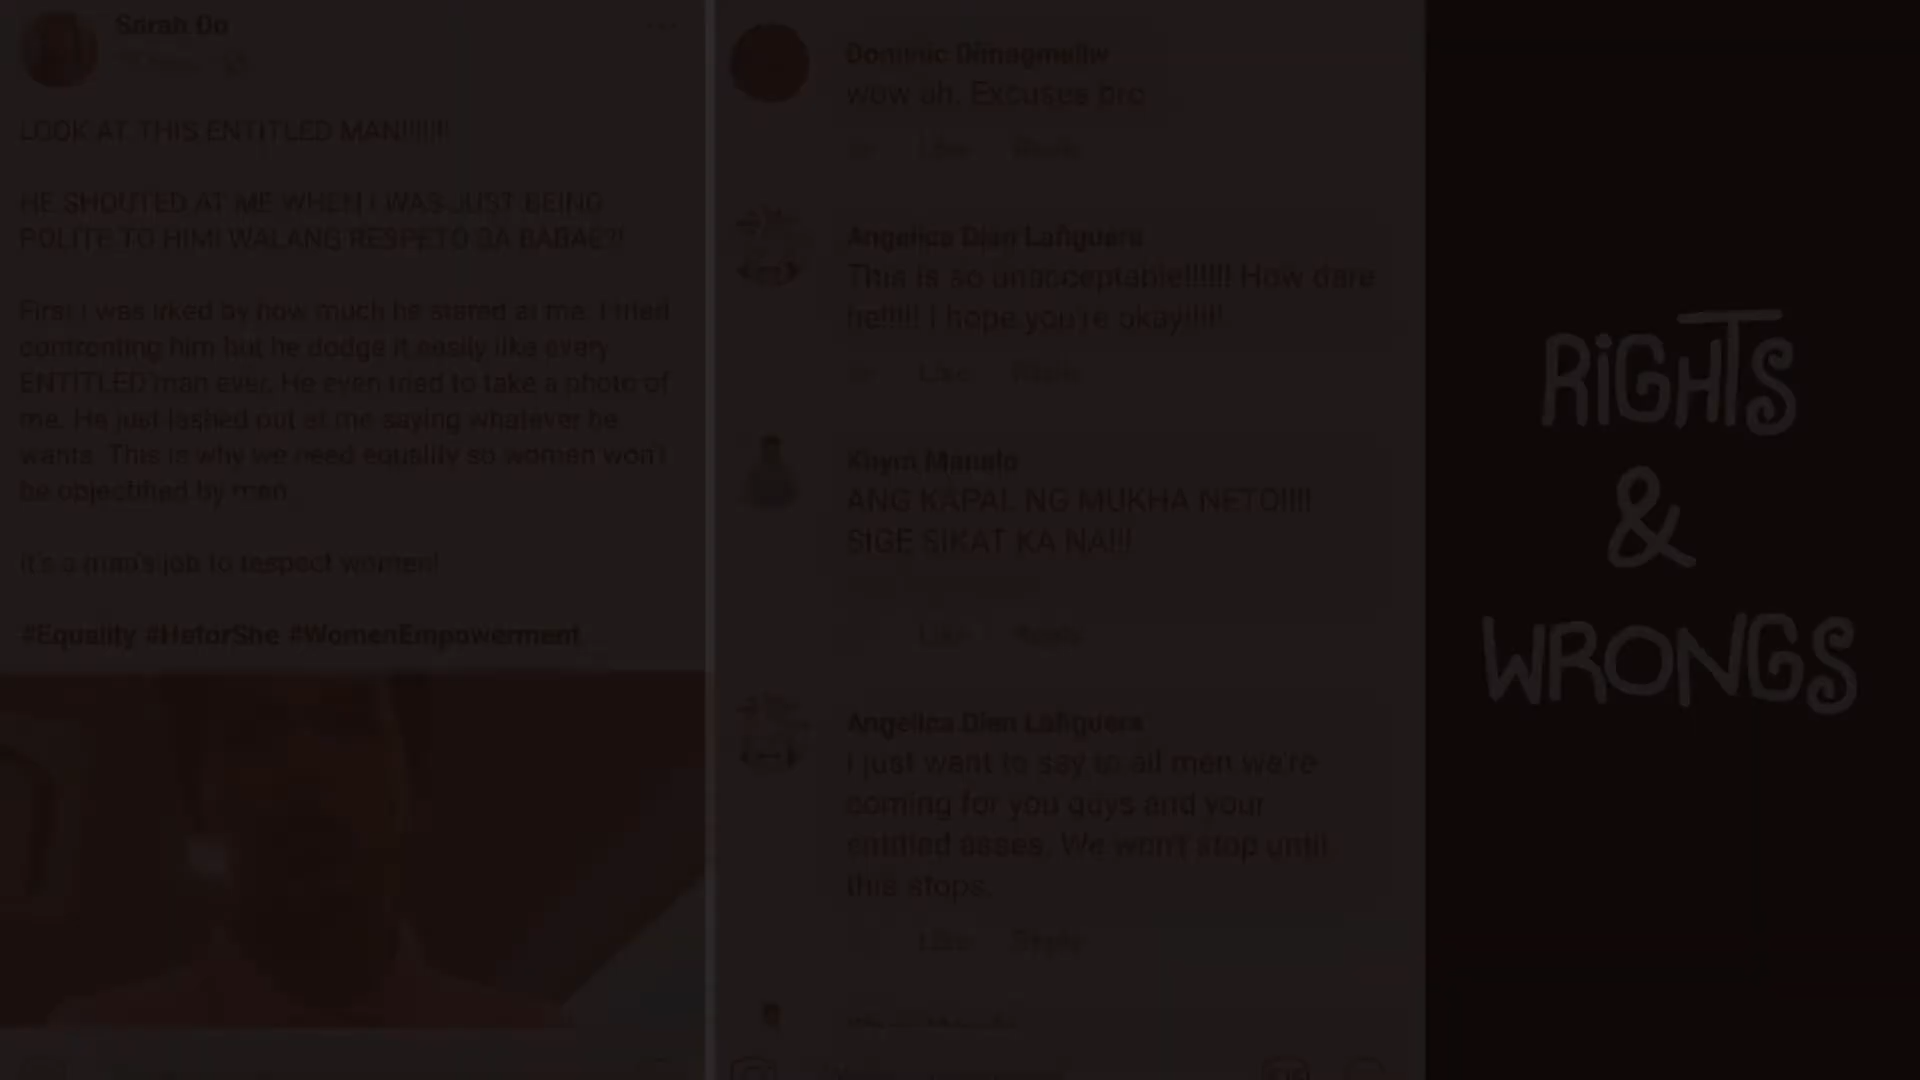 Sarah Do
LOOK AT THIS ENTITLED MAN!!!!!!!
HE SHOUTED AT ME WHEN I WAS JUST BEING
POLITE TO HIM! WALANG RESPETO SA BABAE?!
First I was irked by how much he stared at me. I tried
confronting him but he dodge it easily like every
ENTITLED man ever. He even tried to take a photo of
me. He just lashed out at me saying whatever he
wants. This is why we need equality so women won't
be objectified by men.
It's a man's job to respect women!
#Equality #HeforShe #WomenEmpowerment
Dominic
wow ah. Excuses bro
Like Reply
Angelica Dien Lafiguera
This is so unacceptable!!!!!! How dare
he!!!!! I hope you're okay!!!!!
Like Reply
Manalo
ANG KAPAL NG MUKHA NETO!!!!
SIGE SIKAT KA NA!!!
Like Reply
Angelica Dien Lafiguera
I just want to say to all men we're
coming for you guys and your
entitled asses. We won't stop until
this stops.
Like Reply
RIGHTS
&
WRONGS